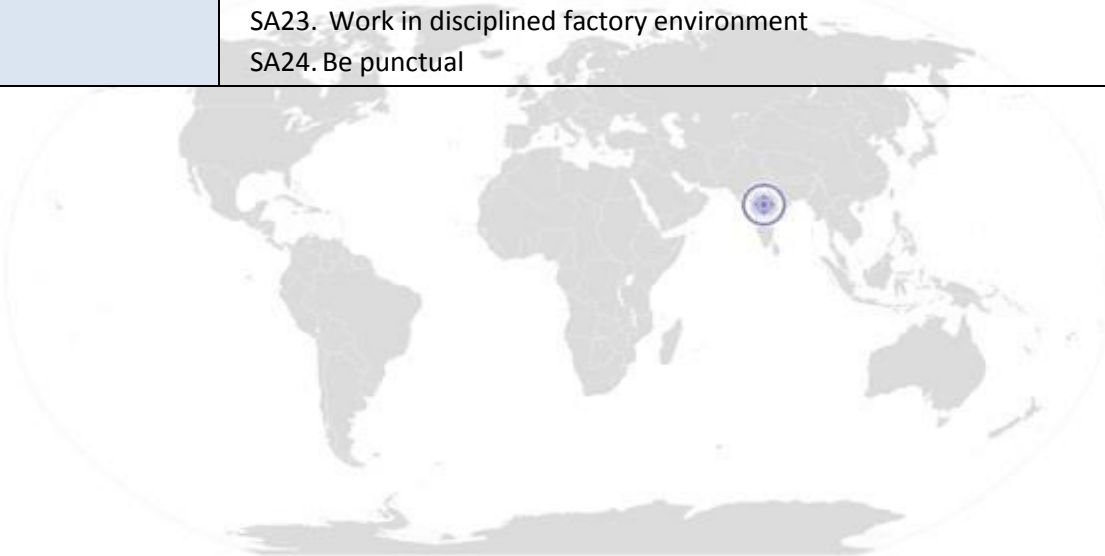 SA23. Work in disciplined factory environment
SA24. Be punctual